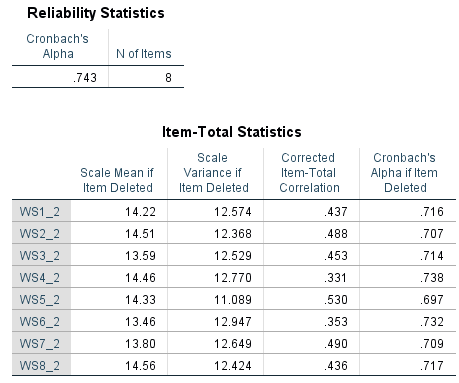 Reliability Statistics
Cronbach's
Alpha N of Items
.743 8
Item-Total Statistics
Scale Mean if
Item Deleted Scale
Variance if
Item Deleted Corrected
Item-Total
Correlation Cronbach's
Alpha if Item
Deleted
WS1_2 14.22 12.574 .437 .716
WS2_2 14.51 12.368 .488 .707
WS3_2 13.59 12.529 .453 .714
WS4_2 14.46 12.770 .331 .738
WS5_2 14.33 11.089 .530 .697
WS6_2 13.46 12.947 .353 .732
WS7_2 13.80 12.649 .490 .709
WS8_2 14.56 12.424 .436 .717